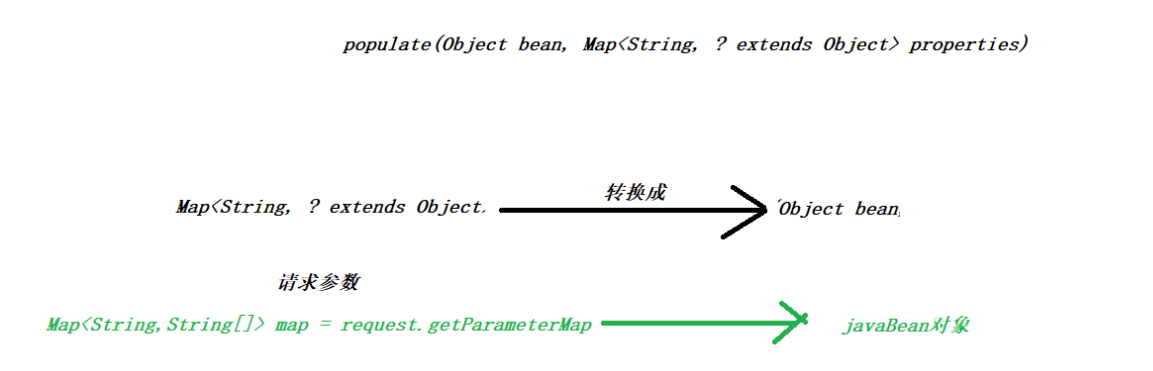 populate(Object bean, Map<String, ? extends Object> properties)
转换成
Map<String, ? extends Object. (Object bean,
请求参数
Map<String,String[]> map = request.getParameterMap javaBean对象